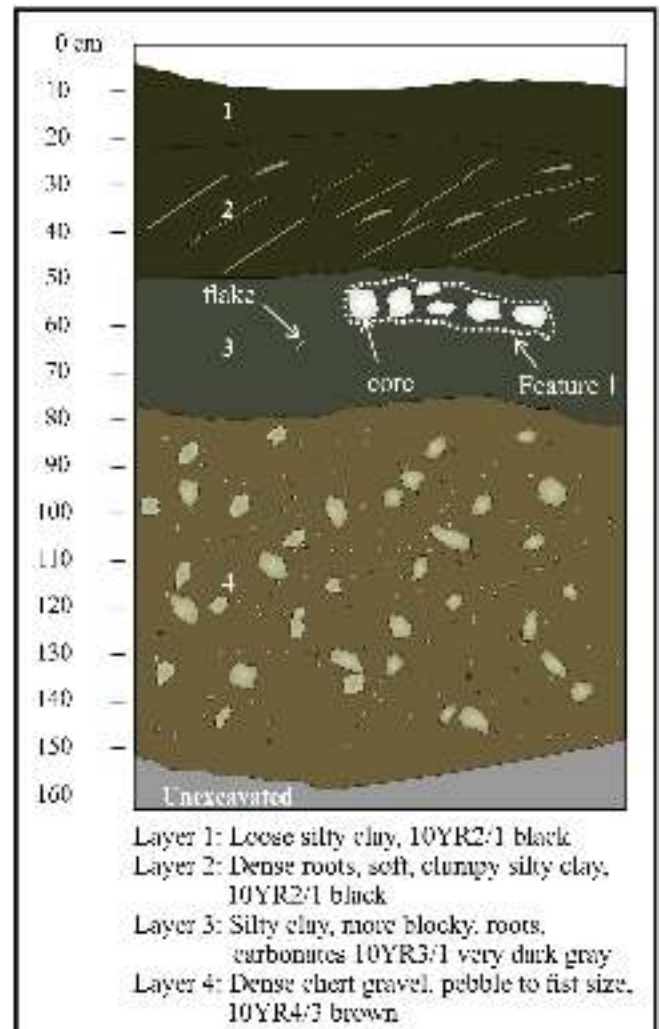 0 cm
10
1
20
30
2
40
50
flake
60
3
core
Feature 1
70
80
90
100
110
4
120
130
140
150
160
Unexcavated
Layer 1: Loose silty clay, 10YR2/1 black
Layer 2: Dense roots, soft, clumpy silty clay,
10YR2/1 black
Layer 3: Silty clay, more blocky, roots,
carbonates 10YR3/1 very dark gray
Layer 4: Dense chert gravel, pebble to fist size,
10YR4/3 brown